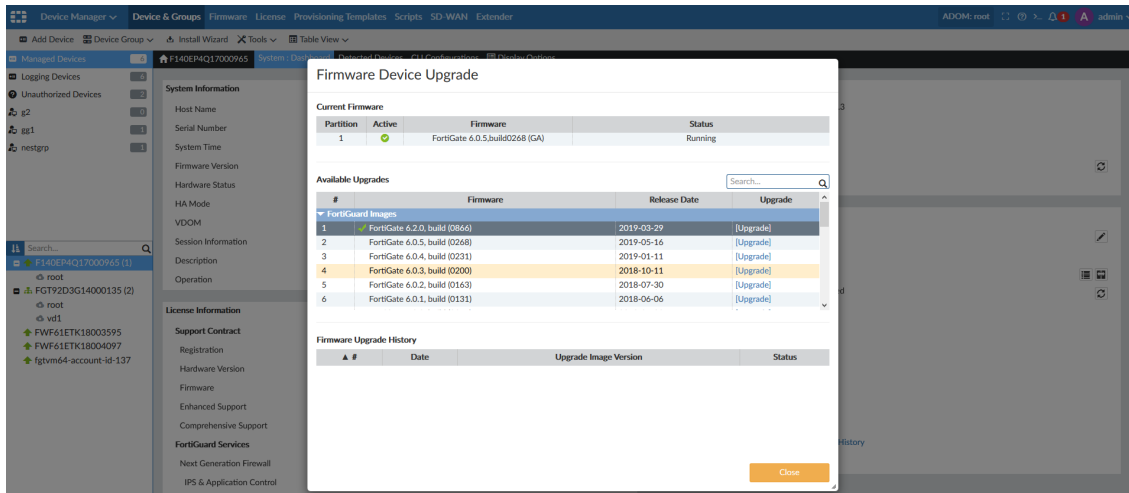 Device Manager Device & Groups Firmware License Provisioning Templates Scripts SD-WAN Extender ADOM: root 1 A admin
Add Device Device Group Install Wizard Tools Table View
Managed Devices 6
Logging Devices 4
Unauthorized Devices 2
g2 0
gg1 1
nestgrp 1
Search...
F140EP4Q17000965 (1)
root
FGT92D3G14000135 (2)
root
vd1
FWF61ETK18003595
FWF61ETK18004097
fgtvm64-account-id-137
F140EP4Q17000965 System : Dashboard Detected Devices CLI Configurations Display Options
System Information
Host Name
Serial Number
System Time
Firmware Version
Hardware Status
HA Mode
VDOM
Session Information
Description
Operation
License Information
Support Contract
Registration
Hardware Version
Firmware
Enhanced Support
Comprehensive Support
FortiGuard Services
Next Generation Firewall
IPS & Application Control
Firmware Device Upgrade
Current Firmware
Partition Active Firmware Status
1 FortiGate 6.0.5,build0268 (GA) Running
Available Upgrades Search...
# Firmware Release Date Upgrade
FortiGuard Images
1 FortiGate 6.2.0, build (0866) 2019-03-29 [Upgrade]
2 FortiGate 6.0.5, build (0268) 2019-05-16 [Upgrade]
3 FortiGate 6.0.4, build (0231) 2019-01-11 [Upgrade]
4 FortiGate 6.0.3, build (0200) 2018-10-11 [Upgrade]
5 FortiGate 6.0.2, build (0163) 2018-07-30 [Upgrade]
6 FortiGate 6.0.1, build (0131) 2018-06-06 [Upgrade]
Firmware Upgrade History
# Date Upgrade Image Version Status
Close
3
d
History